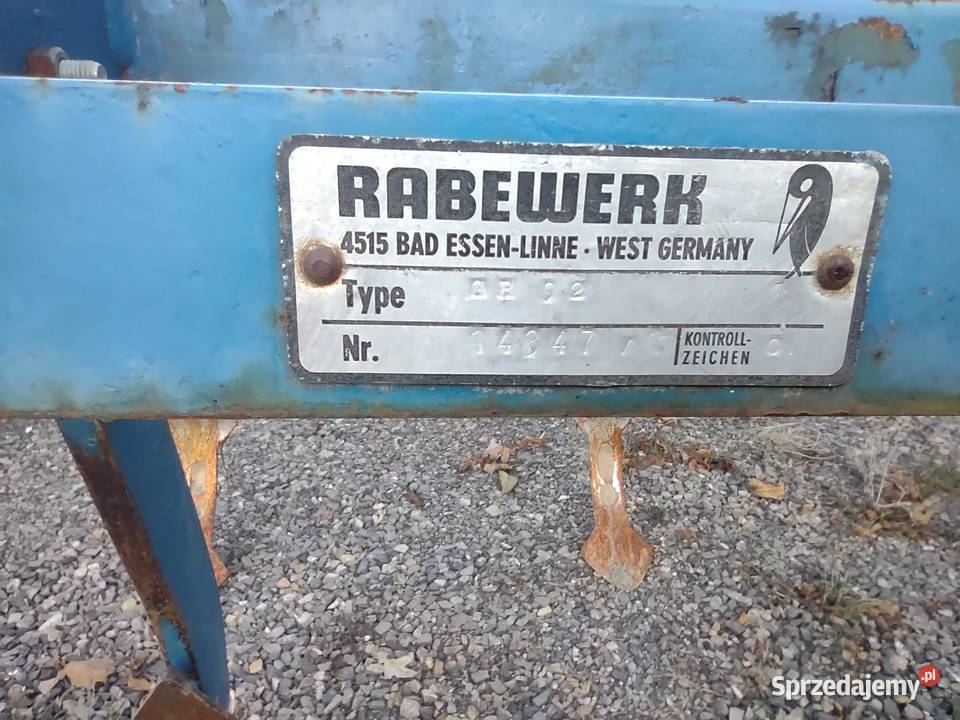 RABEWERK
4515 BAD ESSEN-LINNE · WEST GERMANY
Type
Nr.
KONTROLL-
ZEICHEN
Sprzedajemy.pl